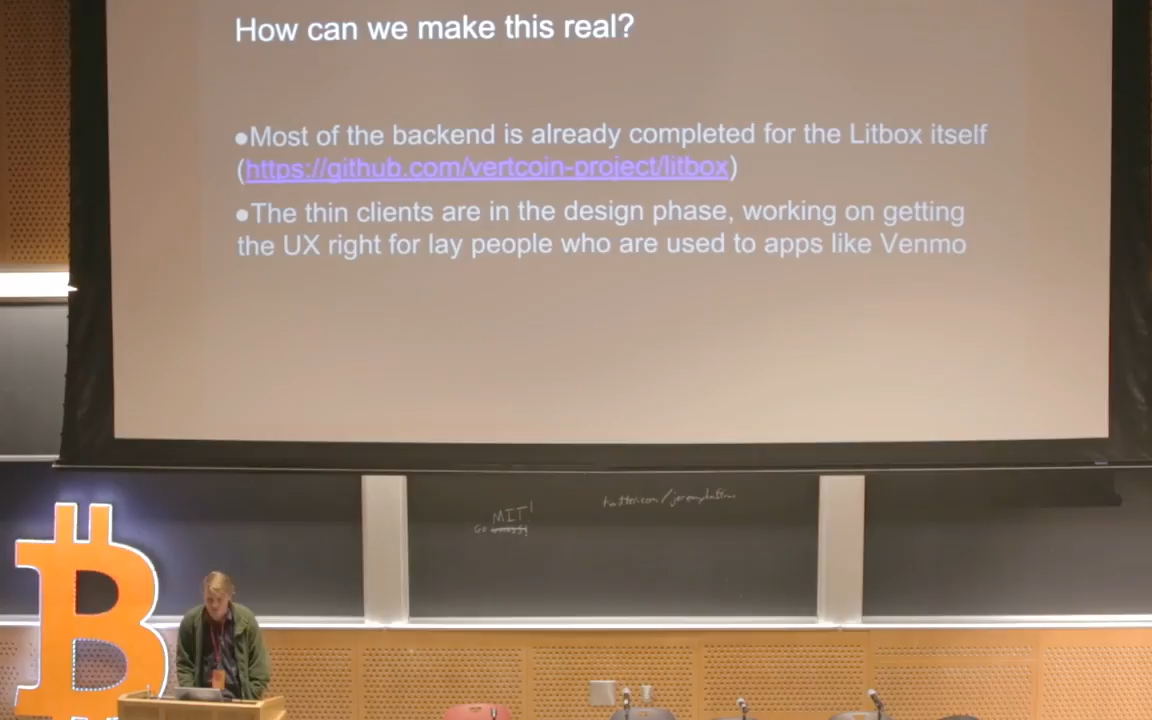 How can we make this real?
●Most of the backend is already completed for the Litbox itself
(https://github.com/vertcoin-project/litbox)
●The thin clients are in the design phase, working on getting
the UX right for lay people who are used to apps like Venmo
MIT!
Go